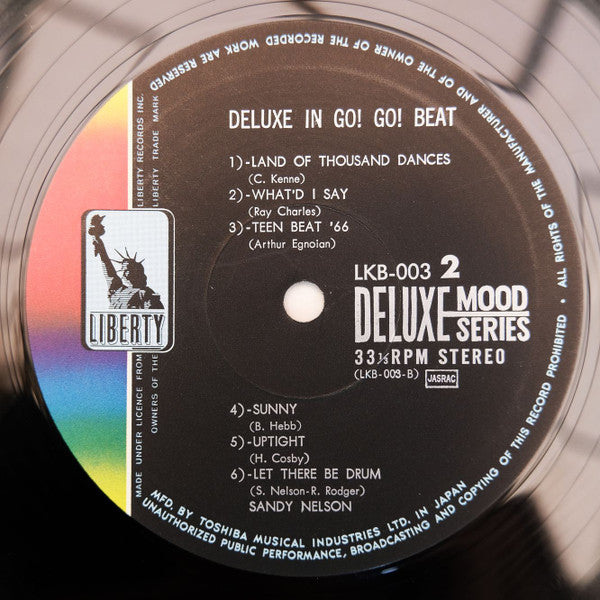 DELUXE IN GO! GO! BEAT
1)-LAND OF THOUSAND DANCES
(C. Kenne)
2)-WHAT'D I SAY
(Ray Charles)
3)-TEEN BEAT '66
(Arthur Egnoian)
LKB-003 2
DELUXE MOOD SERIES
33⅓RPM STEREO
(LKB-003-B) JASRAC
4)-SUNNY
(B. Hebb)
5)-UPTIGHT
(H. Cosby)
6)-LET THERE BE DRUM
(S. Nelson-R. Rodger)
SANDY NELSON
LIBERTY
MADE UNDER LICENCE FROM LIBERTY RECORDS INC.
OWNERS OF THE LIBERTY TRADE MARK
MFD. BY TOSHIBA MUSICAL INDUSTRIES LTD. IN JAPAN
ALL RIGHTS OF THE MANUFACTURER AND OF THE OWNER OF THE RECORDED WORK ARE RESERVED
UNAUTHORIZED PUBLIC PERFORMANCE, BROADCASTING AND COPYING OF THIS RECORD PROHIBITED •